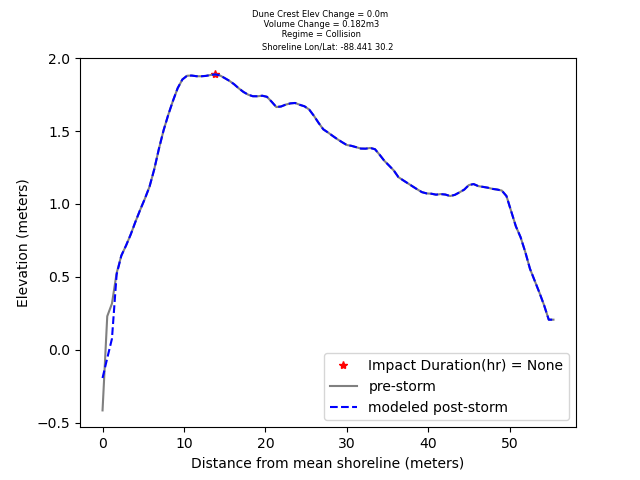 Dune Crest Elev Change = 0.0m
Volume Change = 0.182m3
Regime = Collision
Shoreline Lon/Lat: -88.441 30.2
2.0
1.5
1.0
0.5
0.0
−0.5
Elevation (meters)
Impact Duration(hr) = None
pre-storm
modeled post-storm
0
10
20
30
40
50
Distance from mean shoreline (meters)